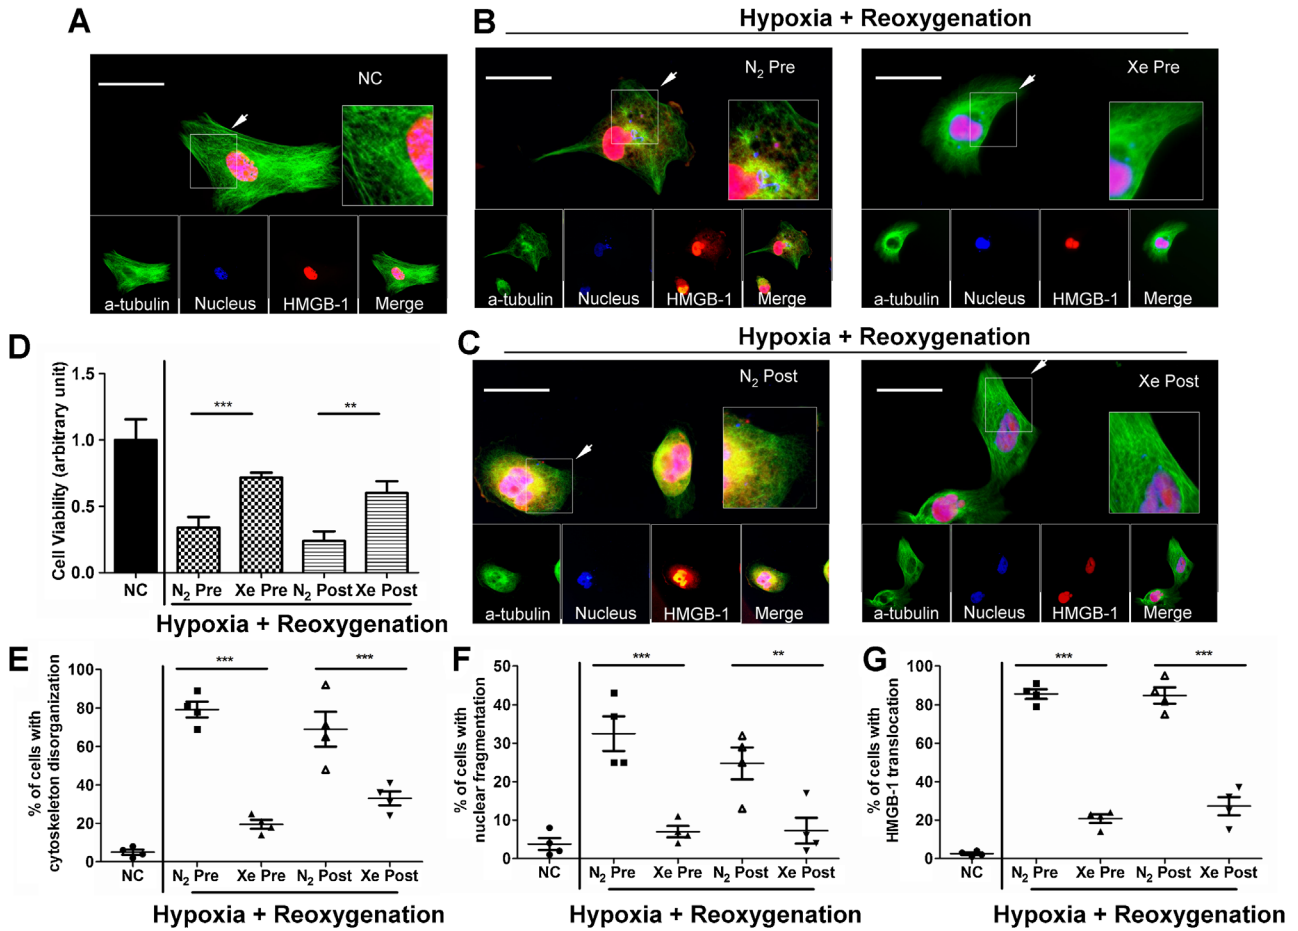 A
NC
a-tubulin Nucleus HMGB-1 Merge
B
Hypoxia + Reoxygenation
N2 Pre
a-tubulin Nucleus HMGB-1 Merge
Xe Pre
a-tubulin Nucleus HMGB-1 Merge
C
Hypoxia + Reoxygenation
N2 Post
a-tubulin Nucleus HMGB-1 Merge
Xe Post
a-tubulin Nucleus HMGB-1 Merge
D
Cell Viability (arbitrary unit)
1.5
1.0
0.5
0.0
*** **
NC N2 Pre Xe Pre N2 Post Xe Post
Hypoxia + Reoxygenation
E
% of cells with
cytoskeleton disorganization
100
80
60
40
20
0
*** ***
NC N2 Pre Xe Pre N2 Post Xe Post
Hypoxia + Reoxygenation
F
% of cells with
nuclear fragmentation
50
40
30
20
10
0
*** **
NC N2 Pre Xe Pre N2 Post Xe Post
Hypoxia + Reoxygenation
G
% of cells with
HMGB-1 translocation
100
80
60
40
20
0
*** ***
NC N2 Pre Xe Pre N2 Post Xe Post
Hypoxia + Reoxygenation